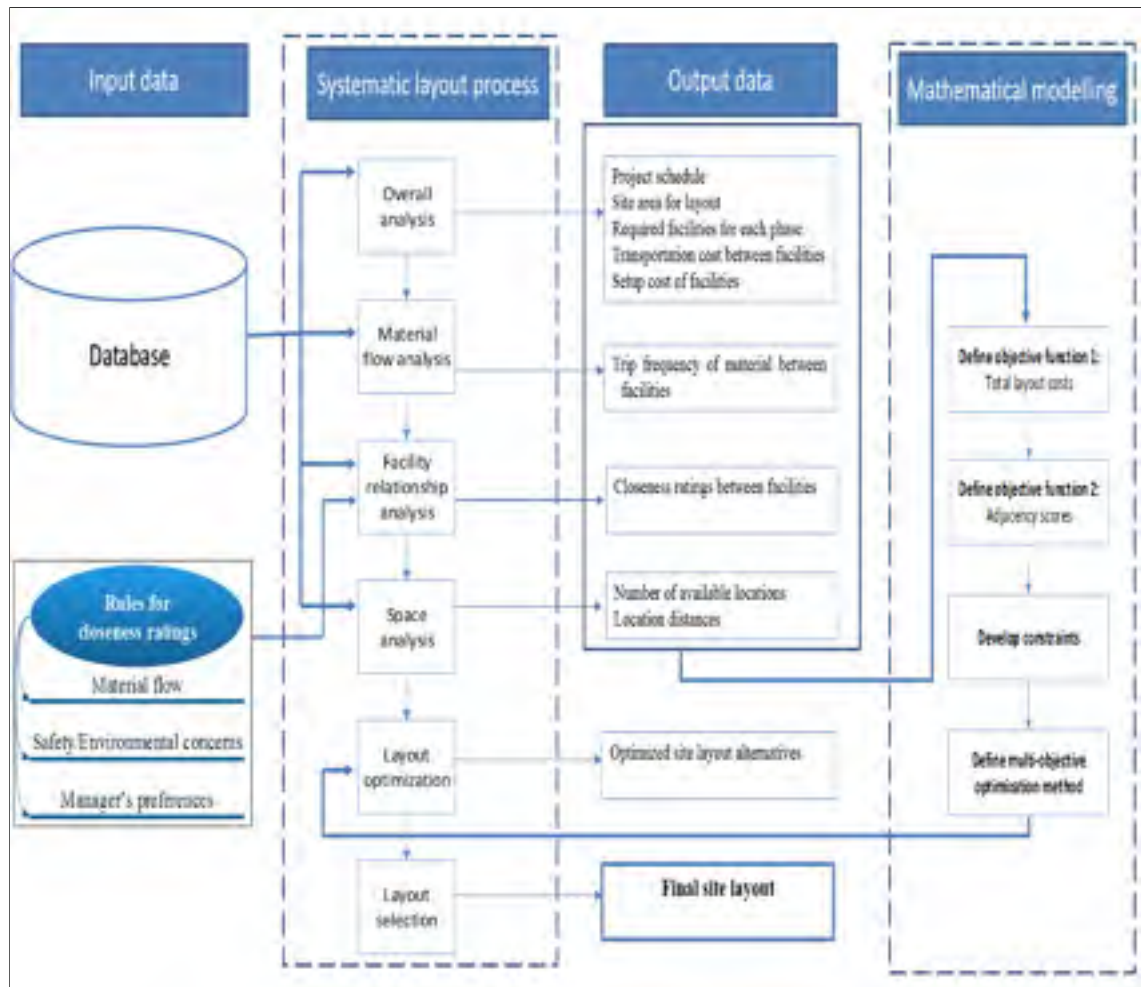 Input data
Systematic layout process
Output data
Mathematical modelling
Database
Rules for
closeness ratings
Material flow
Safety/Environmental concerns
Manager's preferences
Overall
analysis
Material
flow analysis
Facility
relationship
analysis
Space
analysis
Layout
optimization
Layout
selection
Project schedule
Site area for layout
Required facilities for each phase
Transportation cost between facilities
Setup cost of facilities
Trip frequency of material between
facilities
Closeness ratings between facilities
Number of available locations
Location distances
Optimized site layout alternatives
Final site layout
Define objective function 1:
Total layout costs
Define objective function 2:
Adjacency scores
Develop constraints
Define multi-objective
optimisation method